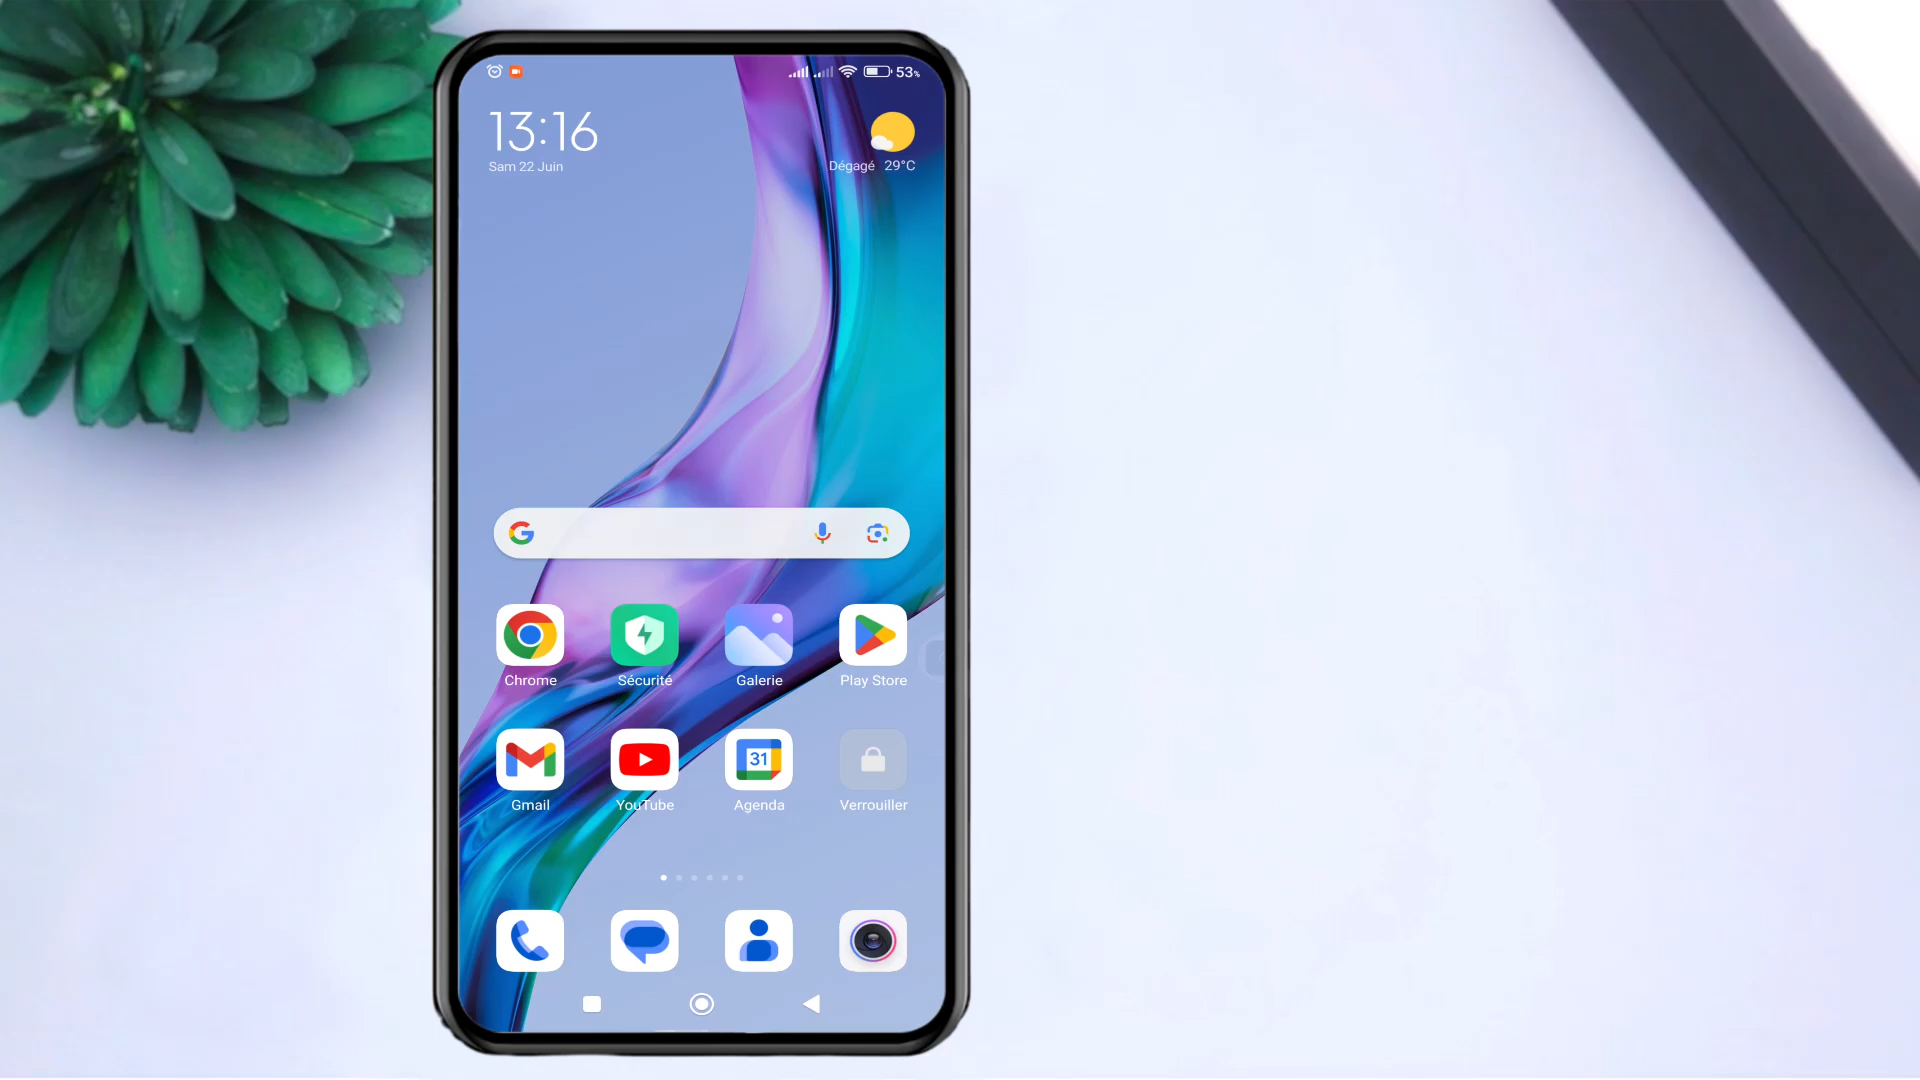 53%
13:16
Sam 22 Juin
Dégagé 29°C
Chrome Sécurité Galerie Play Store
31
Gmail YouTube Agenda Verrouiller